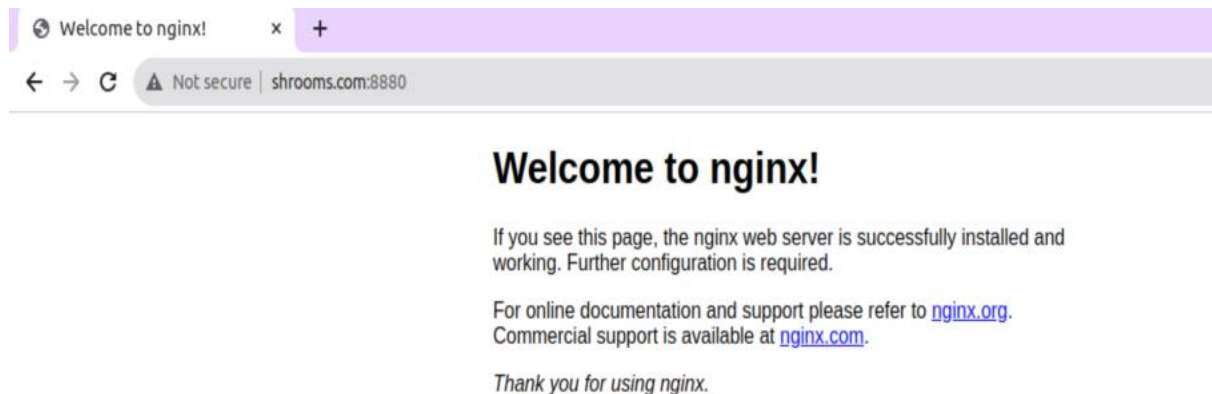 Welcome to nginx!
Not secure | shrooms.com:8880
Welcome to nginx!
If you see this page, the nginx web server is successfully installed and
working. Further configuration is required.
For online documentation and support please refer to nginx.org.
Commercial support is available at nginx.com.
Thank you for using nginx.